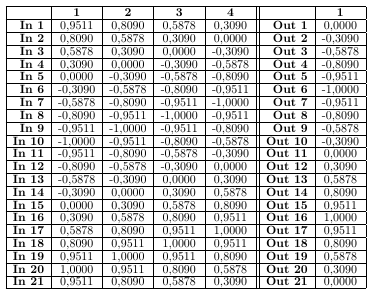 1 2 3 4 1
In 1 0,9511 0,8090 0,5878 0,3090 Out 1 0,0000
In 2 0,8090 0,5878 0,3090 0,0000 Out 2 -0,3090
In 3 0,5878 0,3090 0,0000 -0,3090 Out 3 -0,5878
In 4 0,3090 0,0000 -0,3090 -0,5878 Out 4 -0,8090
In 5 0,0000 -0,3090 -0,5878 -0,8090 Out 5 -0,9511
In 6 -0,3090 -0,5878 -0,8090 -0,9511 Out 6 -1,0000
In 7 -0,5878 -0,8090 -0,9511 -1,0000 Out 7 -0,9511
In 8 -0,8090 -0,9511 -1,0000 -0,9511 Out 8 -0,8090
In 9 -0,9511 -1,0000 -0,9511 -0,8090 Out 9 -0,5878
In 10 -1,0000 -0,9511 -0,8090 -0,5878 Out 10 -0,3090
In 11 -0,9511 -0,8090 -0,5878 -0,3090 Out 11 0,0000
In 12 -0,8090 -0,5878 -0,3090 0,0000 Out 12 0,3090
In 13 -0,5878 -0,3090 0,0000 0,3090 Out 13 0,5878
In 14 -0,3090 0,0000 0,3090 0,5878 Out 14 0,8090
In 15 0,0000 0,3090 0,5878 0,8090 Out 15 0,9511
In 16 0,3090 0,5878 0,8090 0,9511 Out 16 1,0000
In 17 0,5878 0,8090 0,9511 1,0000 Out 17 0,9511
In 18 0,8090 0,9511 1,0000 0,9511 Out 18 0,8090
In 19 0,9511 1,0000 0,9511 0,8090 Out 19 0,5878
In 20 1,0000 0,9511 0,8090 0,5878 Out 20 0,3090
In 21 0,9511 0,8090 0,5878 0,3090 Out 21 0,0000